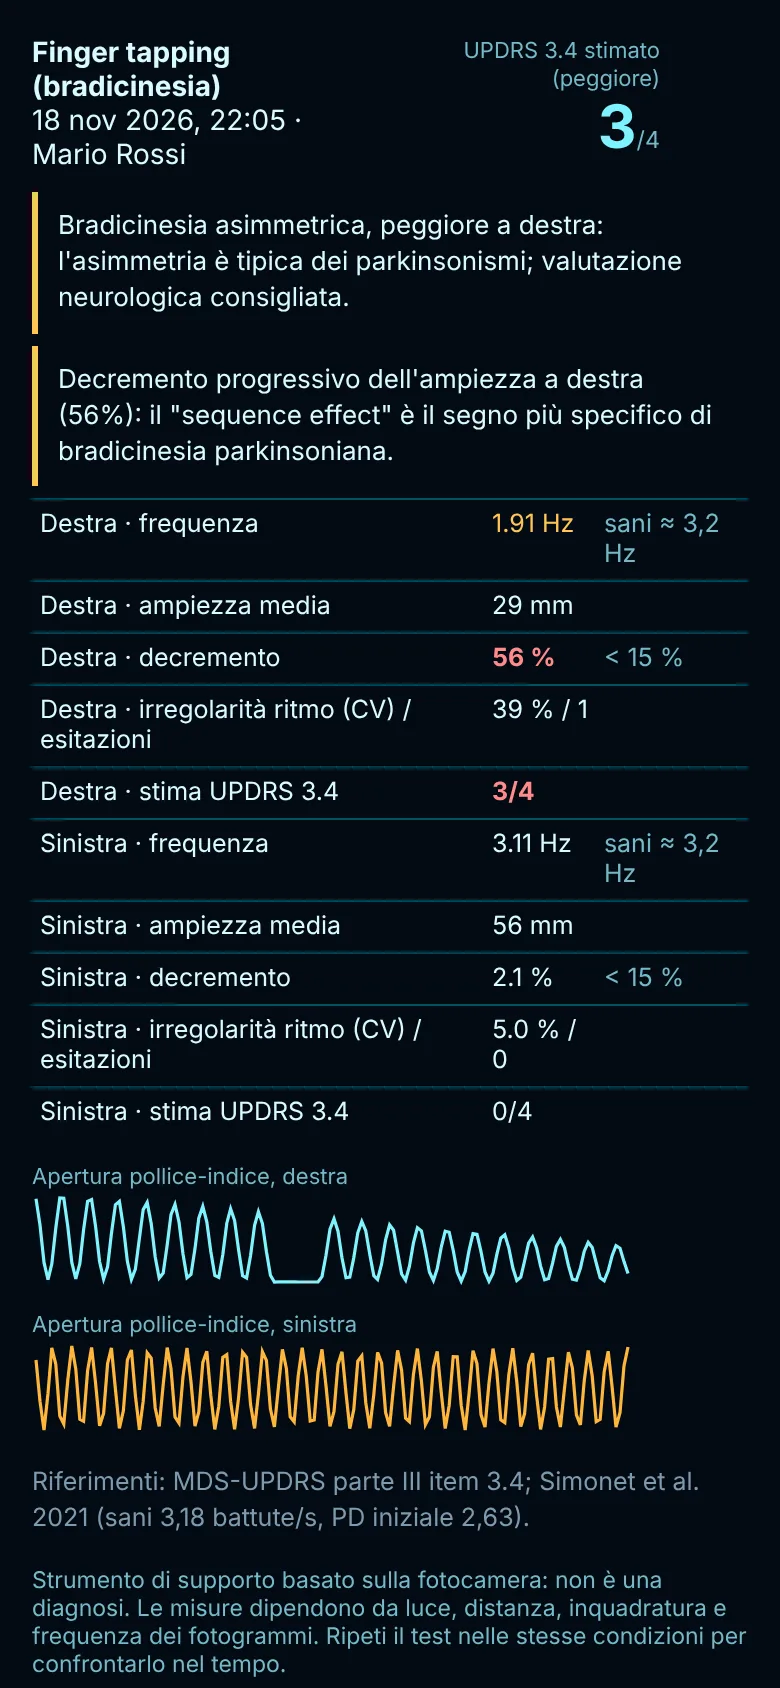 Finger tapping
(bradicinesia)
18 nov 2026, 22:05 ·
Mario Rossi
UPDRS 3.4 stimato
(peggiore)
3/4
Bradicinesia asimmetrica, peggiore a destra:
l'asimmetria è tipica dei parkinsonismi; valutazione
neurologica consigliata.
Decremento progressivo dell'ampiezza a destra
(56%): il "sequence effect" è il segno più specifico di
bradicinesia parkinsoniana.
Destra · frequenza 1.91 Hz sani ≈ 3,2
Hz
Destra · ampiezza media 29 mm
Destra · decremento 56 % < 15 %
Destra · irregolarità ritmo (CV) / 39 % / 1
esitazioni
Destra · stima UPDRS 3.4 3/4
Sinistra · frequenza 3.11 Hz sani ≈ 3,2
Hz
Sinistra · ampiezza media 56 mm
Sinistra · decremento 2.1 % < 15 %
Sinistra · irregolarità ritmo (CV) / 5.0 % /
esitazioni 0
Sinistra · stima UPDRS 3.4 0/4
Apertura pollice-indice, destra
Apertura pollice-indice, sinistra
Riferimenti: MDS-UPDRS parte III item 3.4; Simonet et al.
2021 (sani 3,18 battute/s, PD iniziale 2,63).
Strumento di supporto basato sulla fotocamera: non è una
diagnosi. Le misure dipendono da luce, distanza, inquadratura e
frequenza dei fotogrammi. Ripeti il test nelle stesse condizioni per
confrontarlo nel tempo.